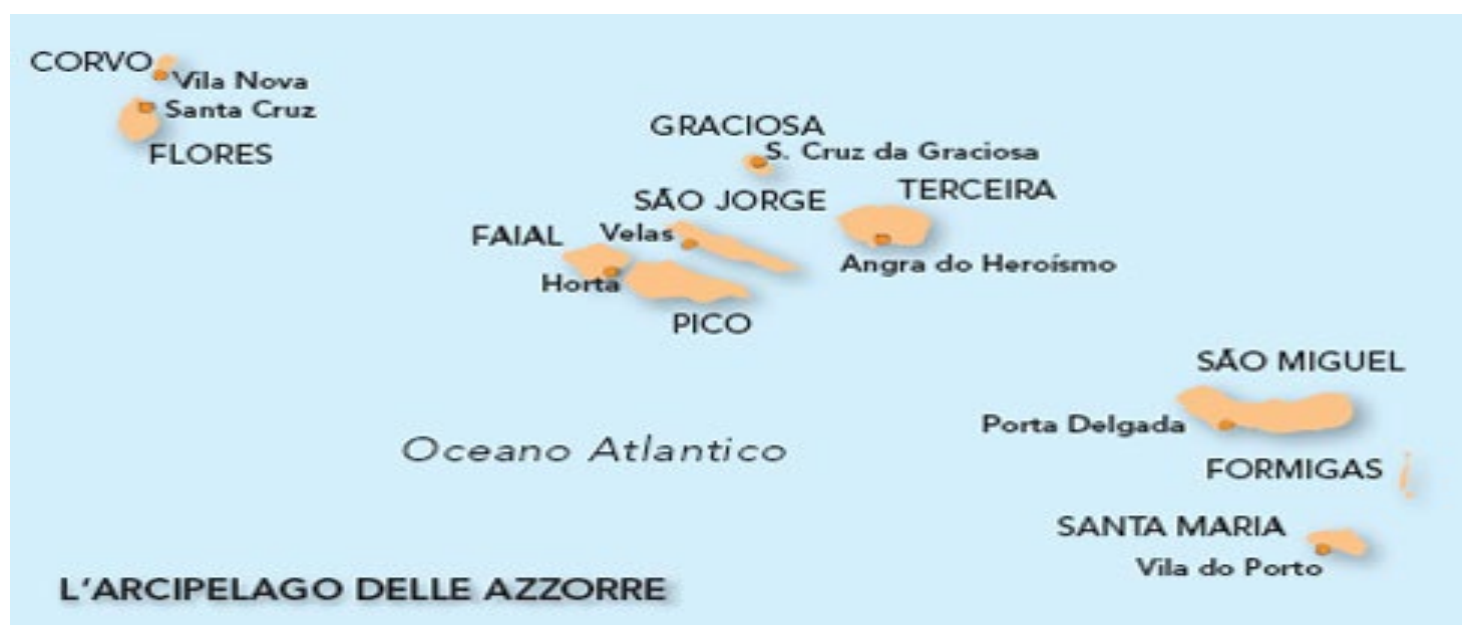 CORVO
Vila Nova
Santa Cruz
FLORES
GRACIOSA
S. Cruz da Graciosa
SÃO JORGE
TERCEIRA
FAIAL
Velas
Angra do Heroísmo
Horta
PICO
SÃO MIGUEL
Porta Delgada
Oceano Atlantico
FORMIGAS
SANTA MARIA
Vila do Porto
L'ARCIPELAGO DELLE AZZORRE